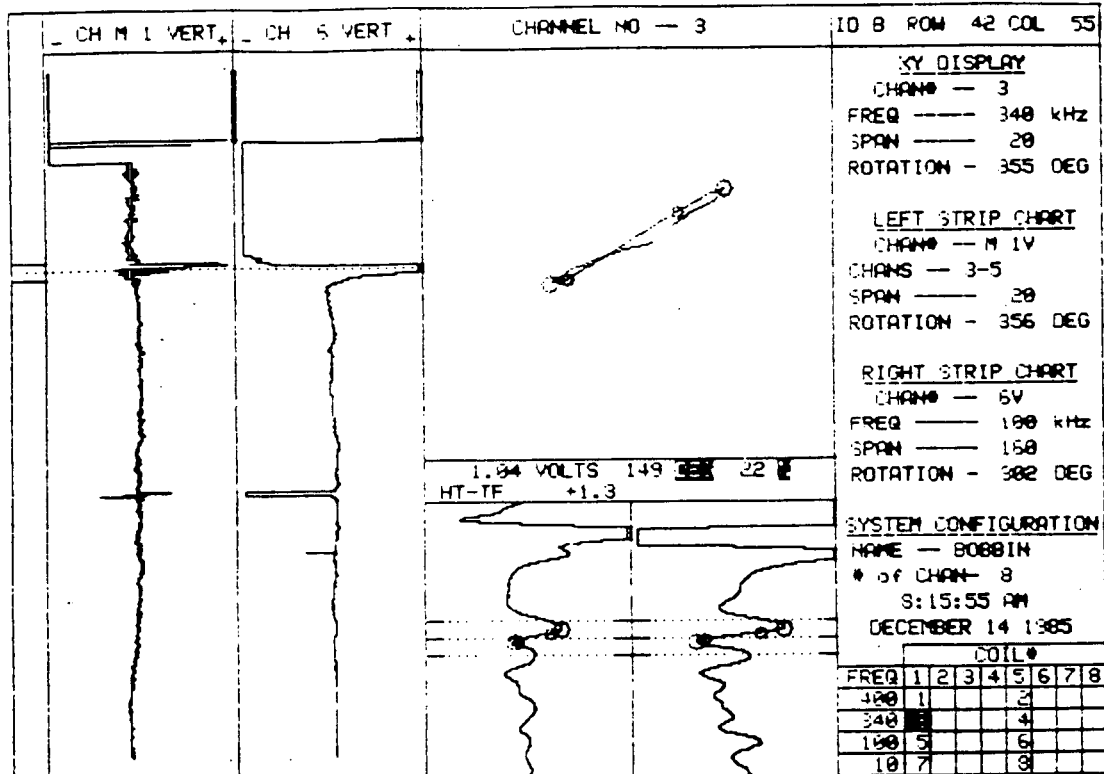 - CH M 1 VERT + - CH 6 VERT + CHANNEL NO — 3 ID B ROW 42 COL 55
XY DISPLAY
CHAN# — 3
FREQ ---- 340 kHz
SPAN —— 20
ROTATION - 355 DEG
LEFT STRIP CHART
CHAN# — M 1V
CHANS — 3-5
SPAN —— 20
ROTATION - 356 DEG
RIGHT STRIP CHART
CHAN# — 6V
FREQ —— 100 kHz
SPAN —— 160
ROTATION - 302 DEG
1.04 VOLTS 149 22
HT-TF +1.3
SYSTEM CONFIGURATION
NAME — BOBBIN
# of CHAN- 8
:15:55 AM
DECEMBER 14 1985
COIL#
FREQ 1 2 3 4 5 6 7 8
400 1 2
340 4
100 5 6
10 7 8